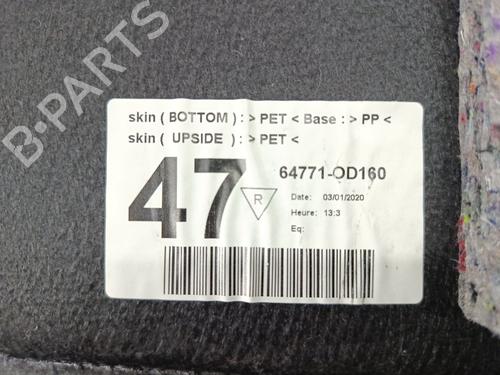 B-PARTS
skin ( BOTTOM ) : > PET < Base : > PP <
skin ( UPSIDE ) : > PET <
47
R
64771-OD160
Date: 03/01/2020
Heure: 13:3
Eq: